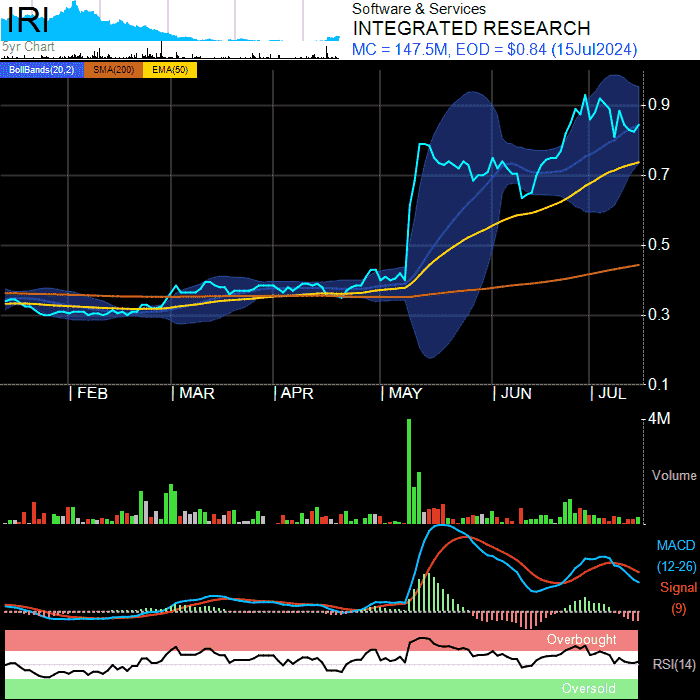 IRI
5yr Chart
Software & Services
INTEGRATED RESEARCH
MC = 147.5M, EOD = $0.84 (15Jul2024)
BollBands(20,2) SMA(200) EMA(50)
0.9
0.7
0.5
0.3
0.1
FEB MAR APR MAY JUN JUL
4M
Volume
MACD
(12-26)
Signal
(9)
Overbought
RSI(14)
Oversold